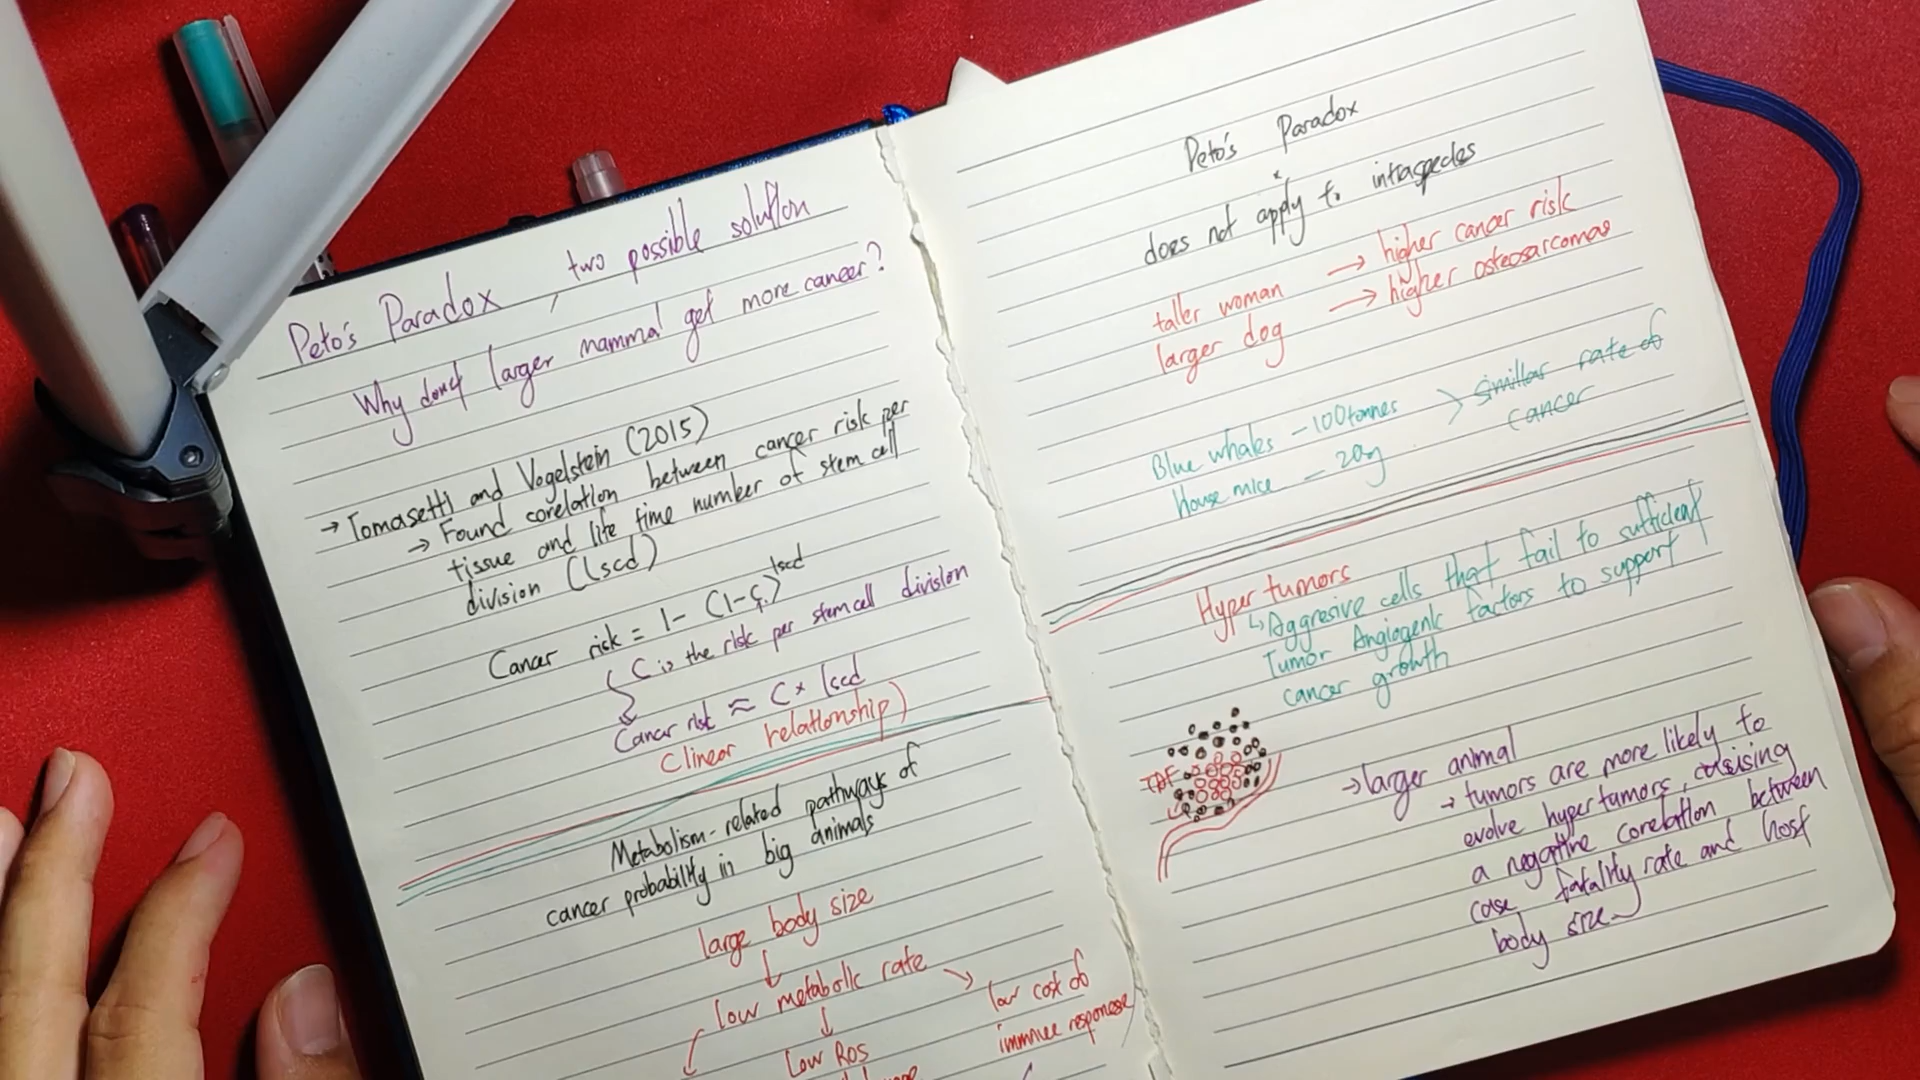 Peto's Paradox, two possible solution
Why don't larger mammal get more cancer?
→ Tomasetti and Vogelstein (2015)
→ Found corelation between cancer risk per
tissue and life time number of stem cell
division (lscd)
Cancer risk = 1- (1-c)^lscd
C is the risk per stem cell division
Cancer risk ≈ C × lscd
(linear relationship)
Metabolism-related pathways of
cancer probability in big animals
large body size
↓
low metabolic rate
low cost of
immune response
↓
Low ROS
Peto's Paradox
does not apply to intraspecies
taller woman → higher cancer risk
larger dog → higher osteosarcomas
Blue whales - 100tonnes > similar rate of
cancer
house mice - 20g
Hyper tumors
↳ Aggresive cells that fail to sufficient
Tumor Angiogenic factors to support
cancer growth
TAF
→ larger animal
→ tumors are more likely to
evolve hypertumors,
a negative corelation between
case fatality rate and host
body size.